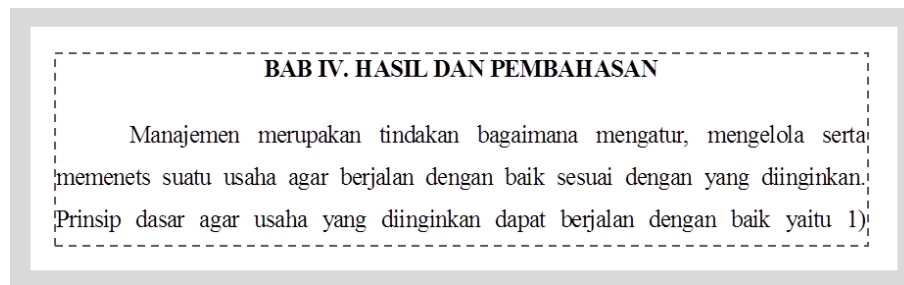 BAB IV. HASIL DAN PEMBAHASAN
Manajemen merupakan tindakan bagaimana mengatur, mengelola serta
memenets suatu usaha agar berjalan dengan baik sesuai dengan yang diinginkan.
Prinsip dasar agar usaha yang diinginkan dapat berjalan dengan baik yaitu 1)